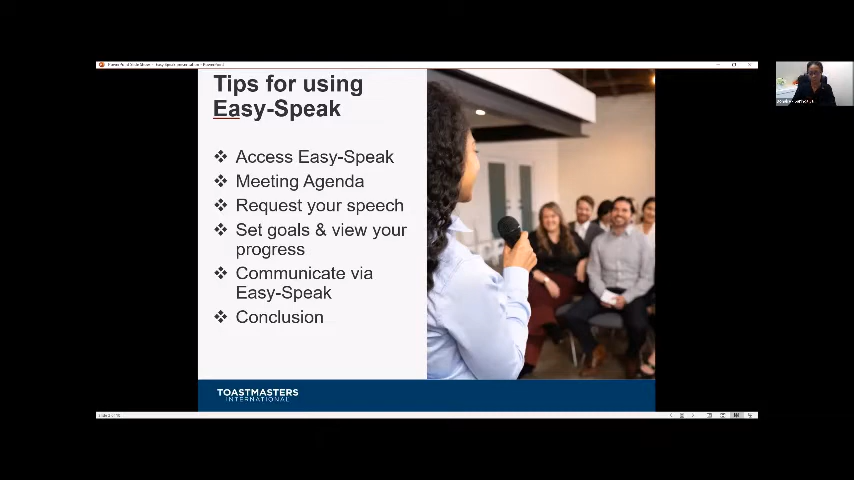 Tips for using
Easy-Speak
Access Easy-Speak
Meeting Agenda
Request your speech
Set goals & view your
progress
Communicate via
Easy-Speak
Conclusion
TOASTMASTERS
INTERNATIONAL